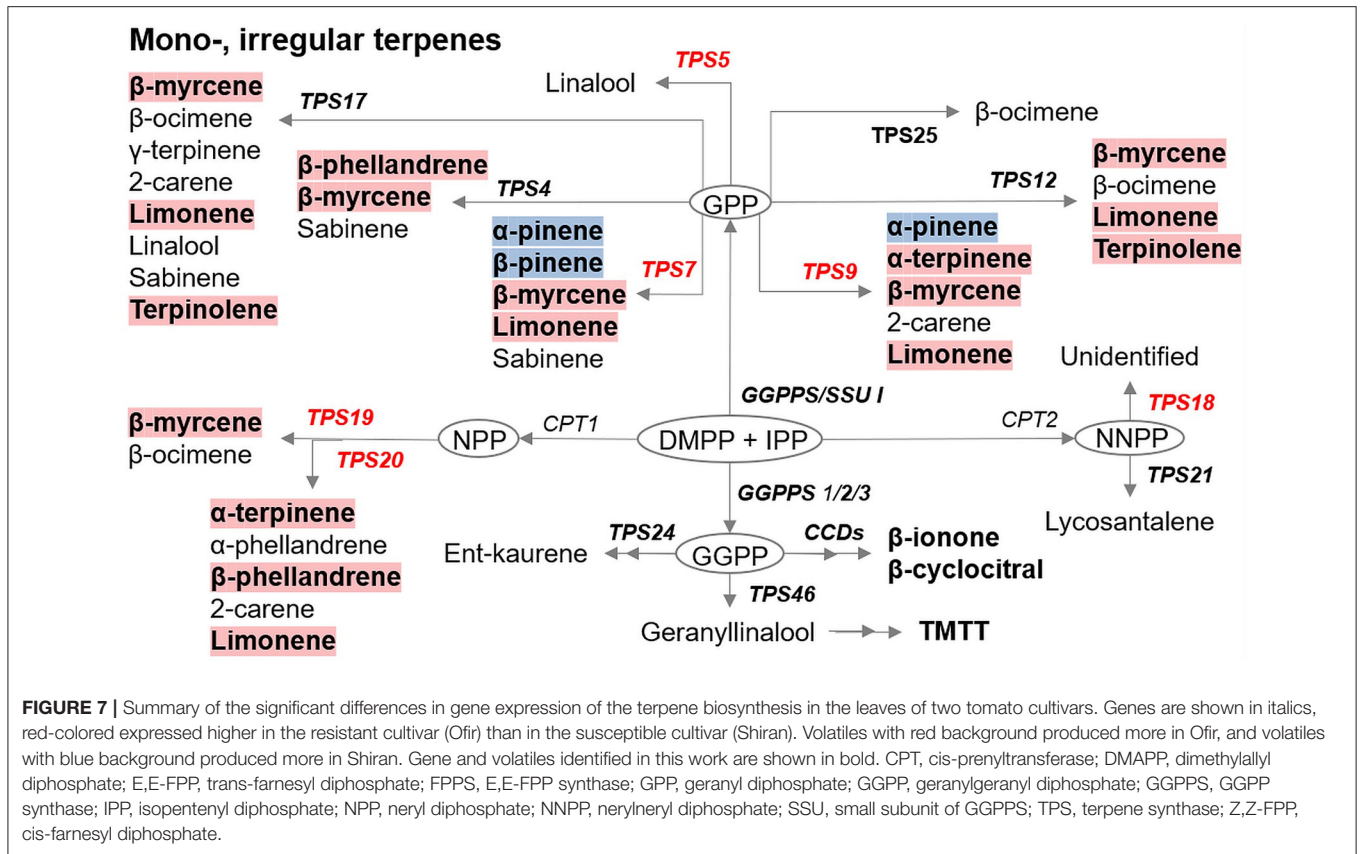 Mono-, irregular terpenes
β-myrcene
β-ocimene
γ-terpinene
2-carene
Limonene
Linalool
Sabinene
Terpinolene
TPS17
Linalool
TPS5
TPS25
β-ocimene
β-phellandrene
β-myrcene
Sabinene
TPS4
GPP
TPS12
β-myrcene
β-ocimene
Limonene
Terpinolene
α-pinene
β-pinene
β-myrcene
Limonene
Sabinene
TPS7
TPS9
α-pinene
α-terpinene
β-myrcene
2-carene
Limonene
GGPPS/SSU I
Unidentified
TPS18
β-myrcene
β-ocimene
TPS19
TPS20
NPP
CPT1
DMPP + IPP
CPT2
NNPP
TPS21
Lycosantalene
α-terpinene
α-phellandrene
β-phellandrene
2-carene
Limonene
GGPPS 1/2/3
Ent-kaurene
TPS24
GGPP
CCDs
β-ionone
β-cyclocitral
TPS46
Geranyllinalool
TMTT
FIGURE 7 | Summary of the significant differences in gene expression of the terpene biosynthesis in the leaves of two tomato cultivars. Genes are shown in italics,
red-colored expressed higher in the resistant cultivar (Ofir) than in the susceptible cultivar (Shiran). Volatiles with red background produced more in Ofir, and volatiles
with blue background produced more in Shiran. Gene and volatiles identified in this work are shown in bold. CPT, cis-prenyltransferase; DMAPP, dimethylallyl
diphosphate; E,E-FPP, trans-farnesyl diphosphate; FPPS, E,E-FPP synthase; GPP, geranyl diphosphate; GGPP, geranylgeranyl diphosphate; GGPPS, GGPP
synthase; IPP, isopentenyl diphosphate; NPP, neryl diphosphate; NNPP, nerylneryl diphosphate; SSU, small subunit of GGPPS; TPS, terpene synthase; Z,Z-FPP,
cis-farnesyl diphosphate.